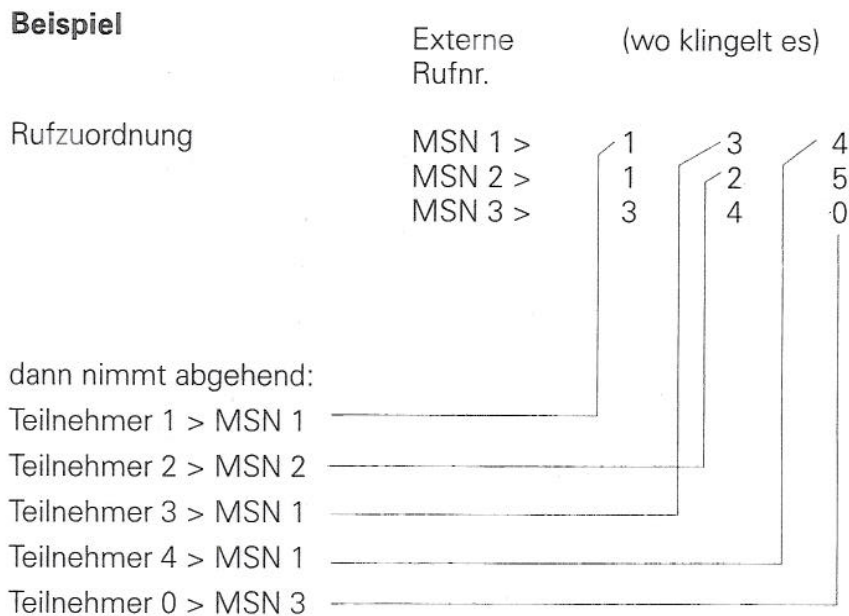 Beispiel
Externe (wo klingelt es)
Rufnr.
Rufzuordnung MSN 1 > 1 3 4
MSN 2 > 1 2 5
MSN 3 > 3 4 0
dann nimmt abgehend:
Teilnehmer 1 > MSN 1
Teilnehmer 2 > MSN 2
Teilnehmer 3 > MSN 1
Teilnehmer 4 > MSN 1
Teilnehmer 0 > MSN 3